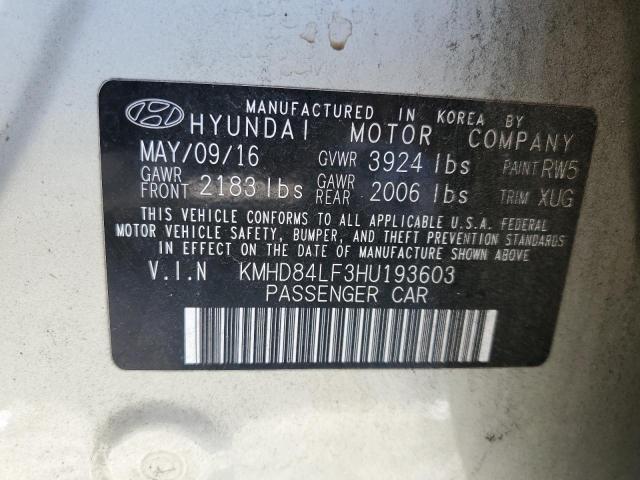 MANUFACTURED IN KOREA BY
HYUNDAI MOTOR COMPANY
MAY/09/16 GVWR 3924 lbs PAINT RW5
GAWR FRONT 2183 lbs GAWR REAR 2006 lbs TRIM XUG
THIS VEHICLE CONFORMS TO ALL APPLICABLE U.S.A. FEDERAL
MOTOR VEHICLE SAFETY, BUMPER, AND THEFT PREVENTION STANDARDS
IN EFFECT ON THE DATE OF MANUFACTURE SHOWN ABOVE.
V.I.N KMHD84LF3HU193603
PASSENGER CAR